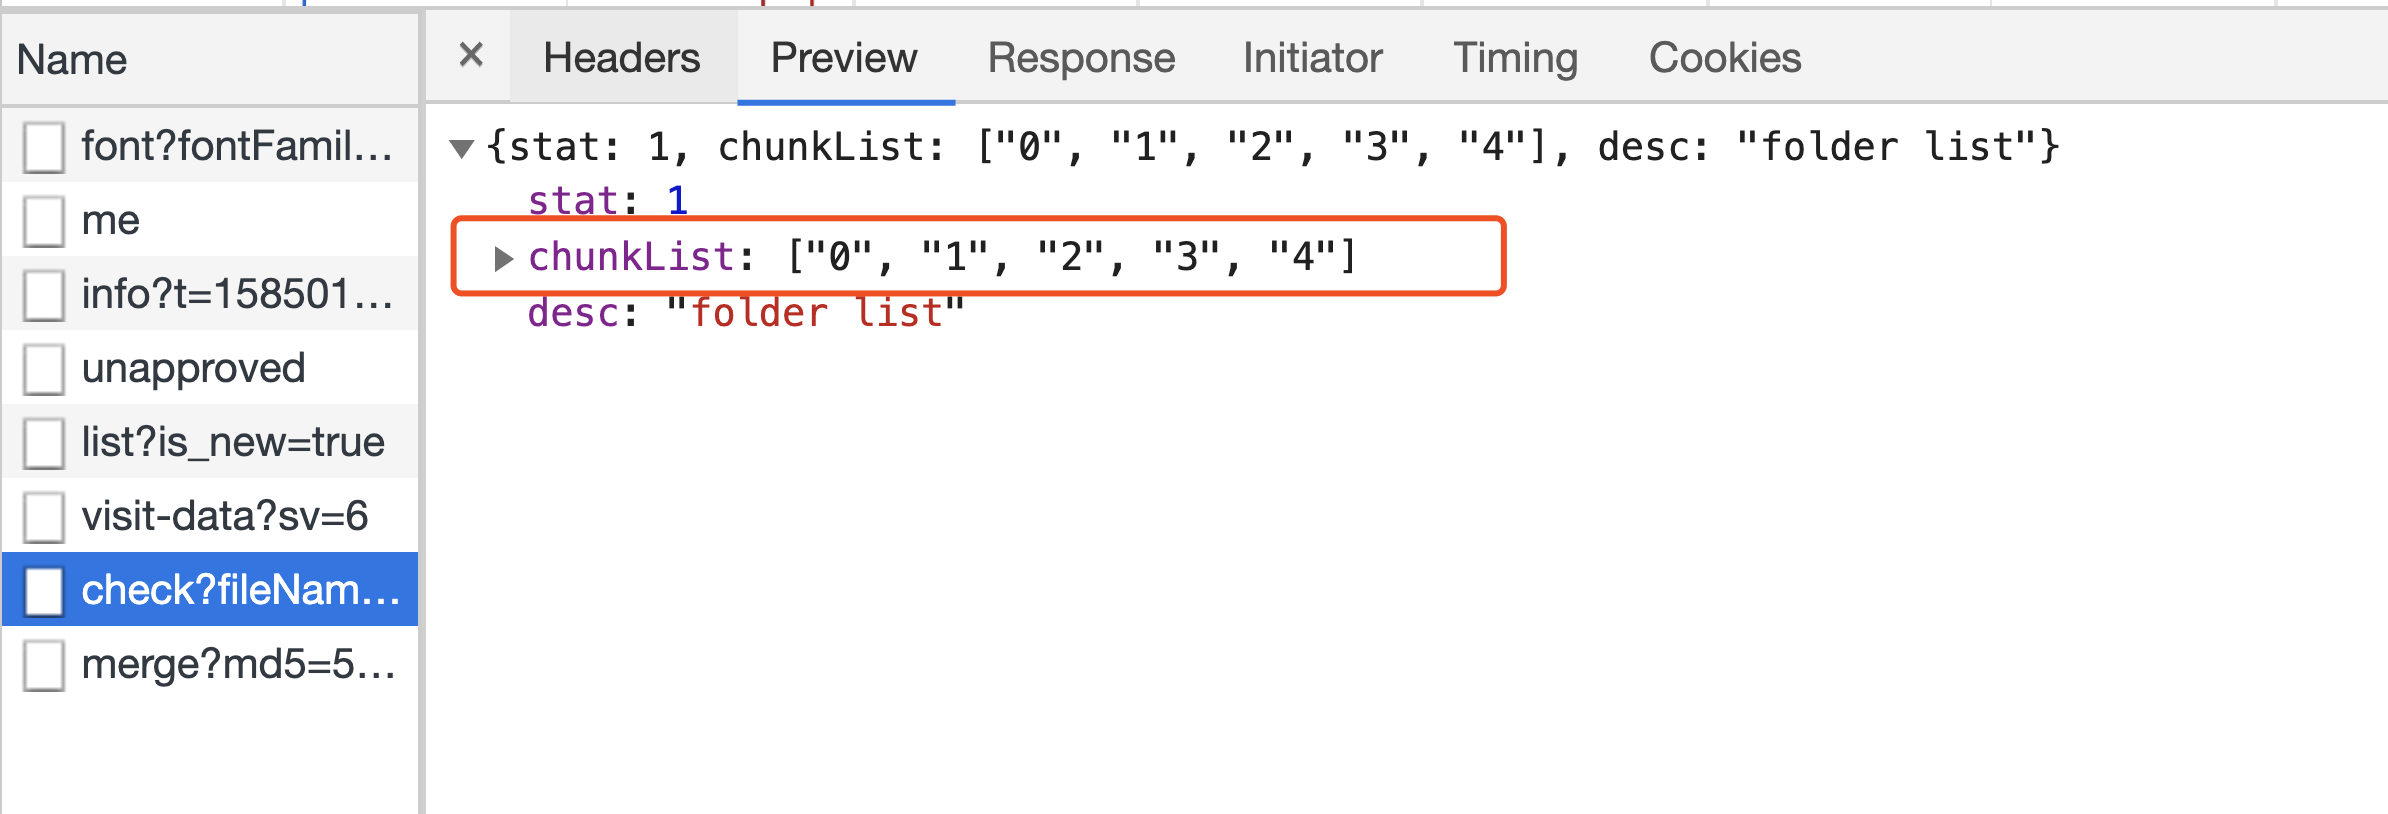 Name
font?fontFamil...
me
info?t=158501...
unapproved
list?is_new=true
visit-data?sv=6
check?fileNam...
merge?md5=5...
× Headers Preview Response Initiator Timing Cookies
▼{stat: 1, chunkList: ["0", "1", "2", "3", "4"], desc: "folder list"}
stat: 1
▶chunkList: ["0", "1", "2", "3", "4"]
desc: "folder list"